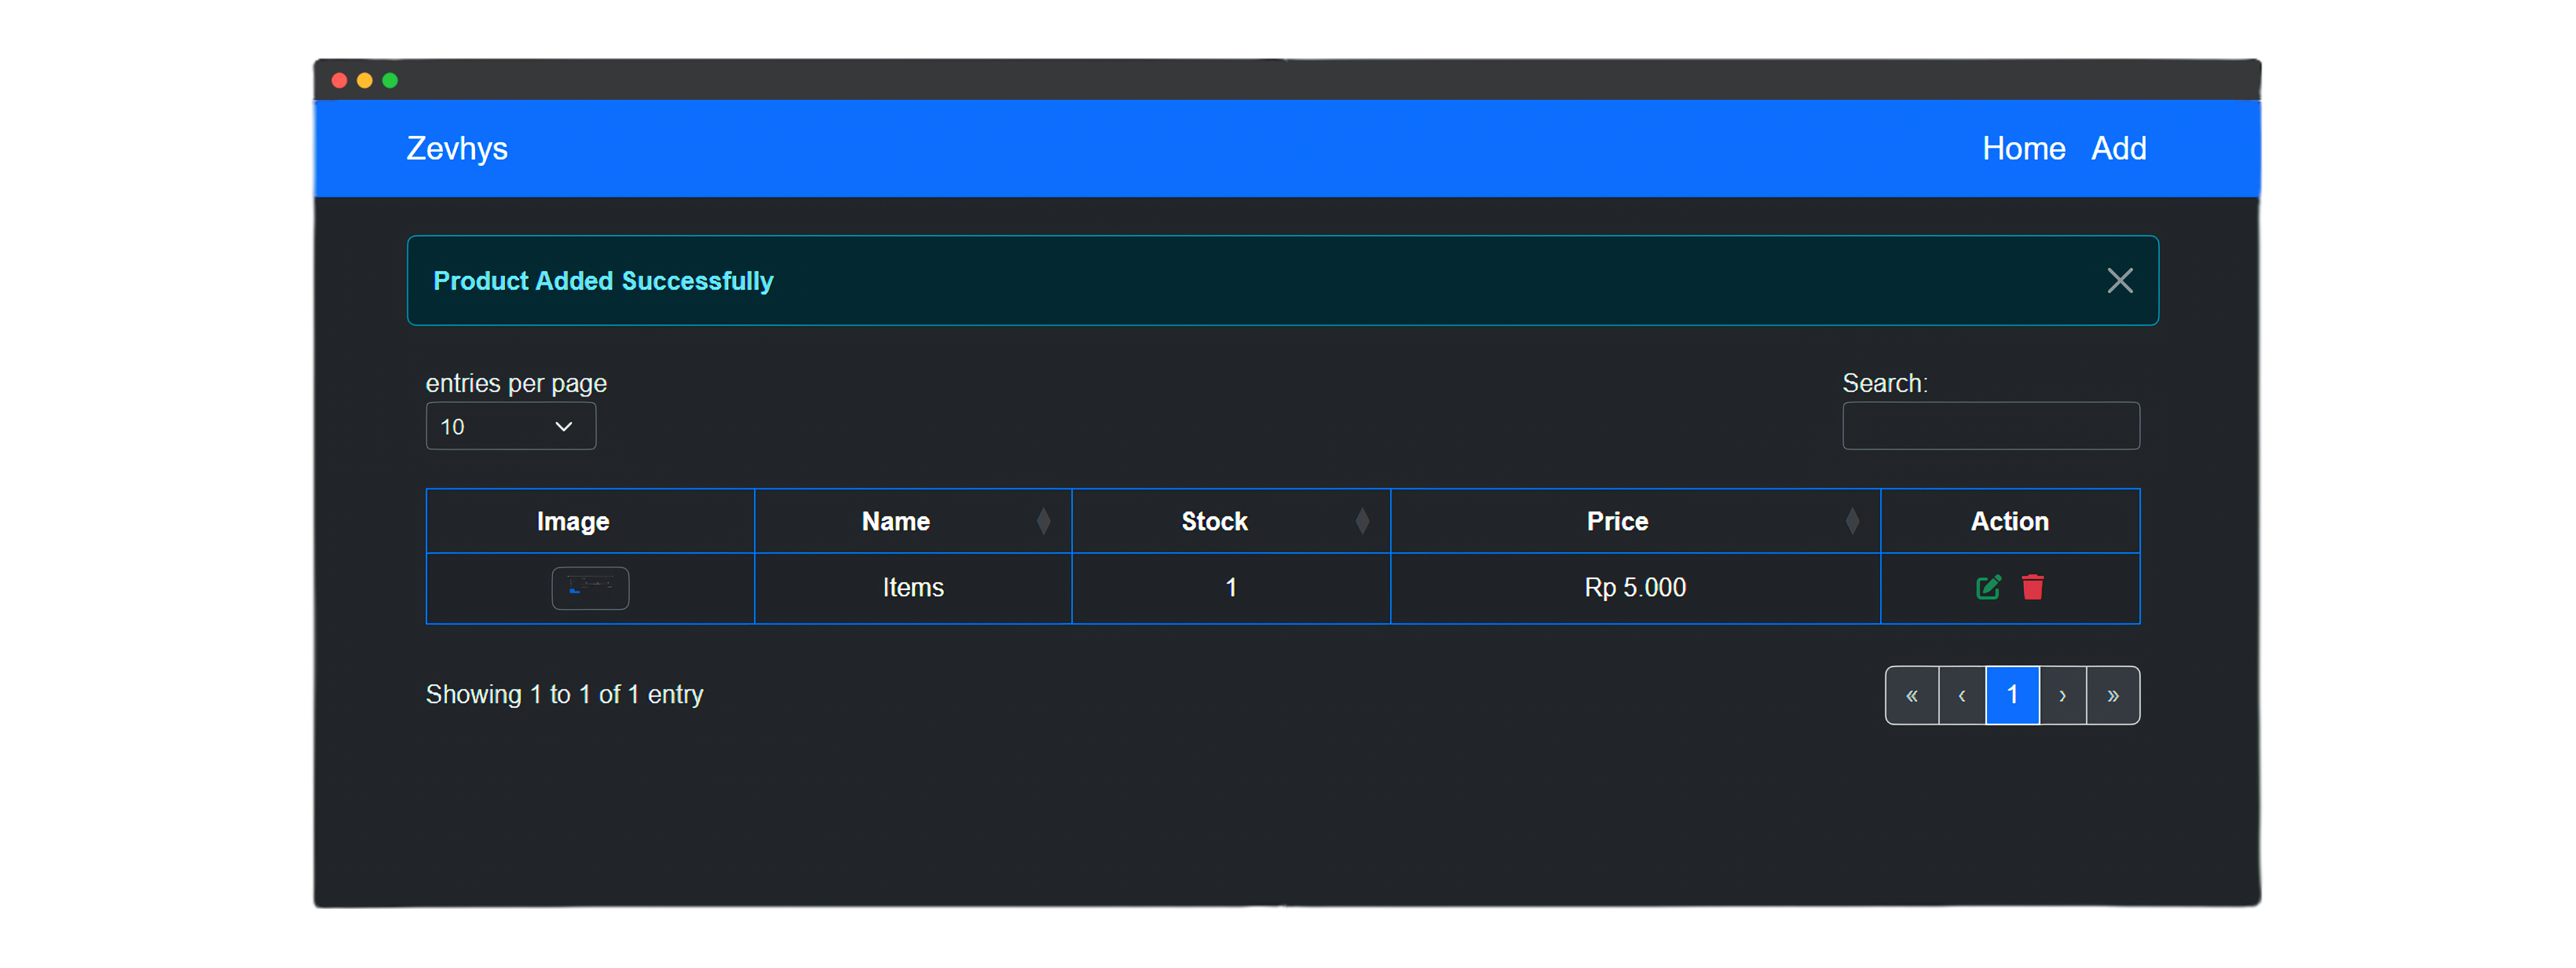 Zevhys
Home Add
Product Added Successfully
entries per page
Search:
10
Image Name Stock Price Action
Items 1 Rp 5.000
Showing 1 to 1 of 1 entry
« ‹ 1 › »